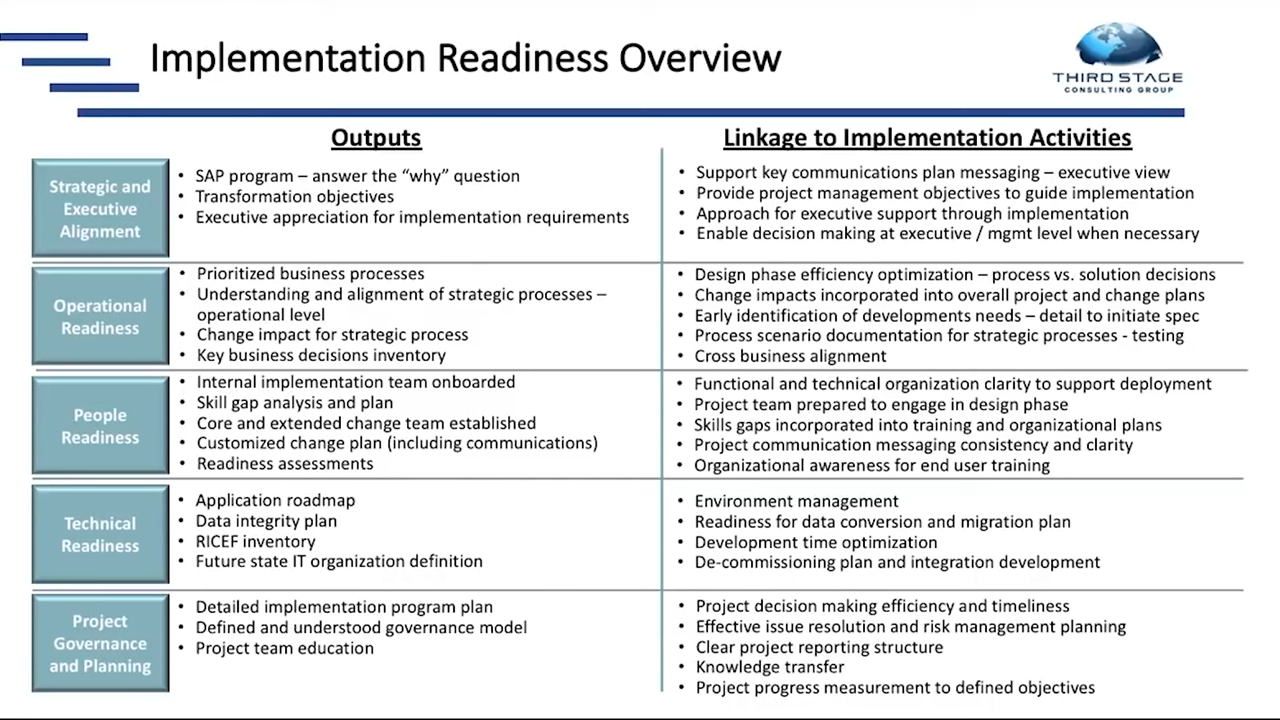 Implementation Readiness Overview
THIRD STAGE
CONSULTING GROUP
Outputs
Linkage to Implementation Activities
Strategic and
Executive
Alignment
• SAP program – answer the “why” question
• Transformation objectives
• Executive appreciation for implementation requirements
• Support key communications plan messaging – executive view
• Provide project management objectives to guide implementation
• Approach for executive support through implementation
• Enable decision making at executive / mgmt level when necessary
Operational
Readiness
• Prioritized business processes
• Understanding and alignment of strategic processes –
operational level
• Change impact for strategic process
• Key business decisions inventory
• Design phase efficiency optimization – process vs. solution decisions
• Change impacts incorporated into overall project and change plans
• Early identification of developments needs – detail to initiate spec
• Process scenario documentation for strategic processes - testing
• Cross business alignment
People
Readiness
• Internal implementation team onboarded
• Skill gap analysis and plan
• Core and extended change team established
• Customized change plan (including communications)
• Readiness assessments
• Functional and technical organization clarity to support deployment
• Project team prepared to engage in design phase
• Skills gaps incorporated into training and organizational plans
• Project communication messaging consistency and clarity
• Organizational awareness for end user training
Technical
Readiness
• Application roadmap
• Data integrity plan
• RICEF inventory
• Future state IT organization definition
• Environment management
• Readiness for data conversion and migration plan
• Development time optimization
• De-commissioning plan and integration development
Project
Governance
and Planning
• Detailed implementation program plan
• Defined and understood governance model
• Project team education
• Project decision making efficiency and timeliness
• Effective issue resolution and risk management planning
• Clear project reporting structure
• Knowledge transfer
• Project progress measurement to defined objectives